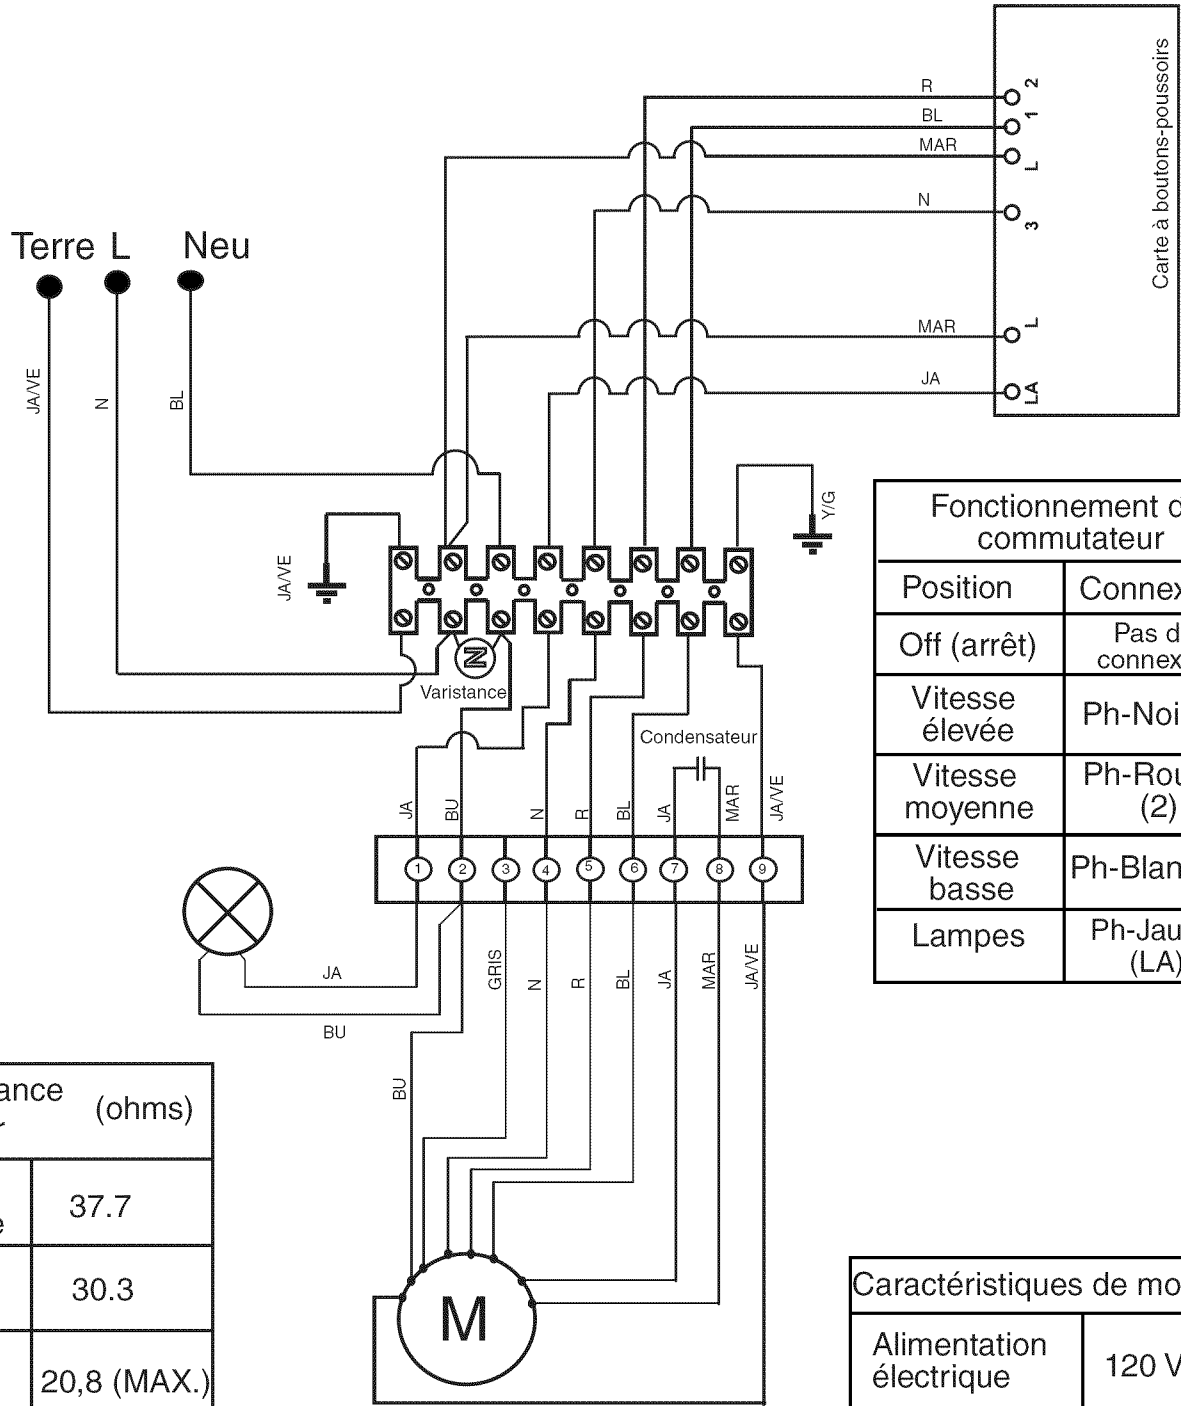 Carte à boutons-poussoirs
R
2
BL
1
MAR
L
N
3
MAR
L
JA
LA
Terre L Neu
JA/VE
N
BL
JA/VE
Y/G
N
Varistance
Condensateur
JA
BU
N
R
BL
JA
MAR
JA/VE
1 2 3 4 5 6 7 8 9
JA
BU
GRIS
N
R
BL
JA
MAR
JA/VE
BU
M
Fonctionnement d
commutateur
Position
Connex
Off (arrêt)
Pas d
connex
Vitesse
élevée
Ph-Noi
Vitesse
moyenne
Ph-Rou
(2)
Vitesse
basse
Ph-Blan
Lampes
Ph-Jau
(LA)
ance
(ohms)
37.7
e
30.3
20,8 (MAX.)
Caractéristiques de mo
Alimentation
électrique
120 V